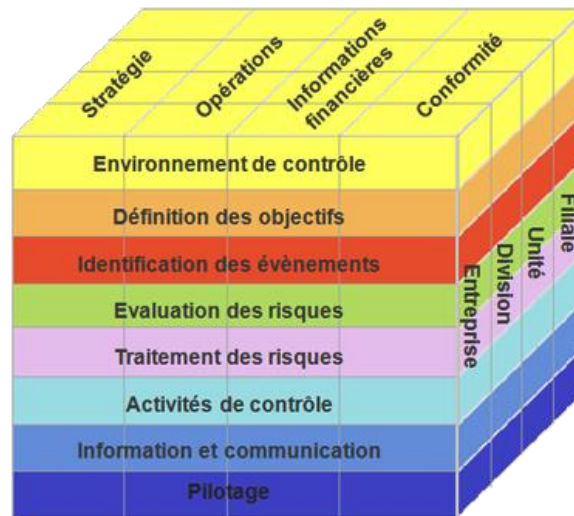 Stratégie
Opérations
Informations
financières
Conformité
Environnement de contrôle
Définition des objectifs
Identification des évènements
Evaluation des risques
Traitement des risques
Activités de contrôle
Information et communication
Pilotage
Entreprise
Division
Unité
Filiale